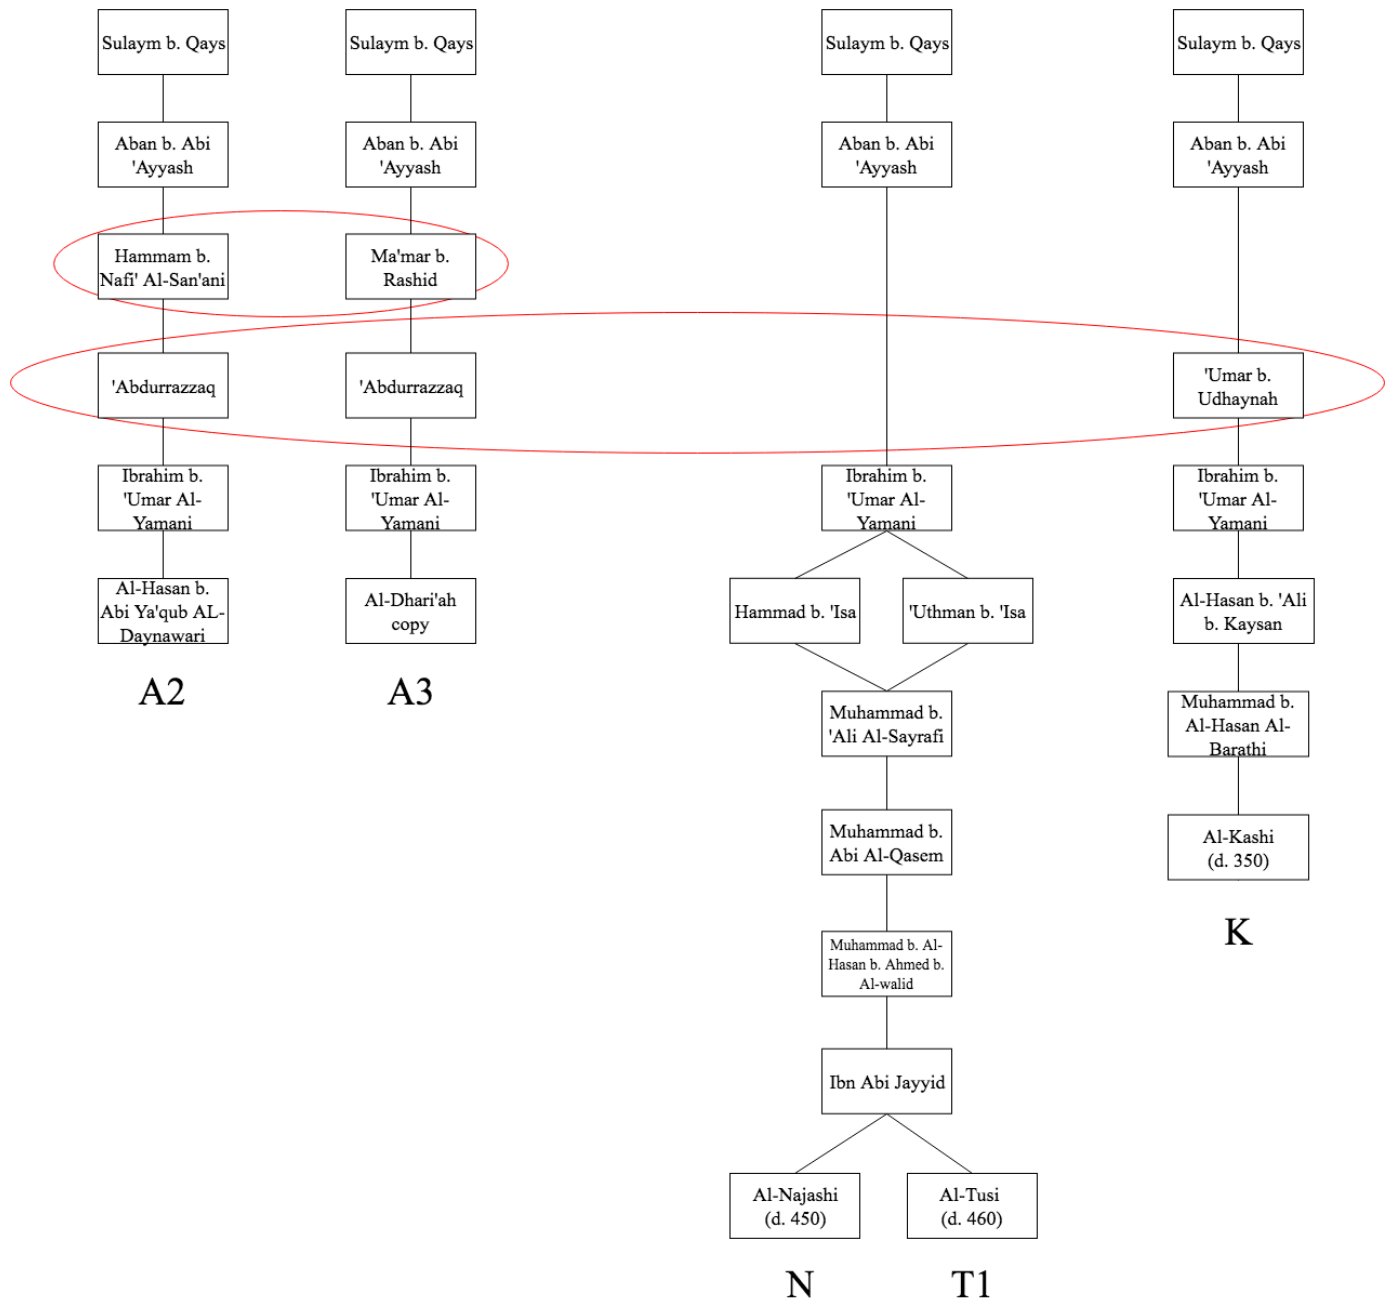 Sulaym b. Qays
Sulaym b. Qays
Sulaym b. Qays
Sulaym b. Qays
Aban b. Abi
'Ayyash
Aban b. Abi
'Ayyash
Aban b. Abi
'Ayyash
Aban b. Abi
'Ayyash
Hammam b.
Nafi' Al-San'ani
Ma'mar b.
Rashid
'Abdurrazzaq
'Abdurrazzaq
'Umar b.
Udhaynah
Ibrahim b.
'Umar Al-
Yamani
Ibrahim b.
'Umar Al-
Yamani
Ibrahim b.
'Umar Al-
Yamani
Ibrahim b.
'Umar Al-
Yamani
Al-Hasan b.
Abi Ya'qub AL-
Daynawari
Al-Dhari'ah
copy
Hammad b. 'Isa
'Uthman b. 'Isa
Al-Hasan b. 'Ali
b. Kaysan
A2
A3
Muhammad b.
'Ali Al-Sayrafi
Muhammad b.
Al-Hasan Al-
Barathi
Muhammad b.
Abi Al-Qasem
Al-Kashi
(d. 350)
K
Muhammad b. Al-
Hasan b. Ahmed b.
Al-walid
Ibn Abi Jayyid
Al-Najashi
(d. 450)
Al-Tusi
(d. 460)
N
T1